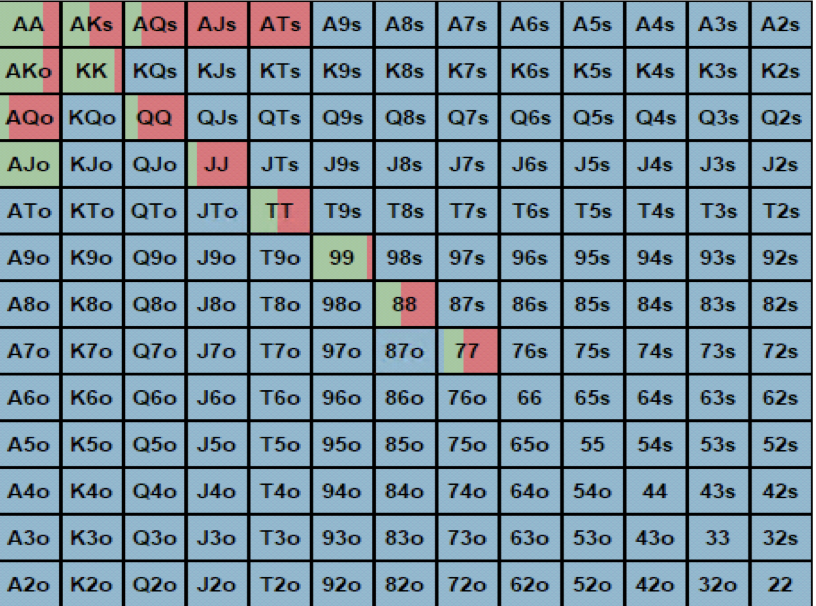 AA AKs AQs AJs ATs A9s A8s A7s A6s A5s A4s A3s A2s
AKo KK KQs KJs KTs K9s K8s K7s K6s K5s K4s K3s K2s
AQo KQo QQ QJs QTs Q9s Q8s Q7s Q6s Q5s Q4s Q3s Q2s
AJo KJo QJo JJ JTs J9s J8s J7s J6s J5s J4s J3s J2s
ATo KTo QTo JTo TT T9s T8s T7s T6s T5s T4s T3s T2s
A9o K9o Q9o J9o T9o 99 98s 97s 96s 95s 94s 93s 92s
A8o K8o Q8o J8o T8o 98o 88 87s 86s 85s 84s 83s 82s
A7o K7o Q7o J7o T7o 97o 87o 77 76s 75s 74s 73s 72s
A6o K6o Q6o J6o T6o 96o 86o 76o 66 65s 64s 63s 62s
A5o K5o Q5o J5o T5o 95o 85o 75o 65o 55 54s 53s 52s
A4o K4o Q4o J4o T4o 94o 84o 74o 64o 54o 44 43s 42s
A3o K3o Q3o J3o T3o 93o 83o 73o 63o 53o 43o 33 32s
A2o K2o Q2o J2o T2o 92o 82o 72o 62o 52o 42o 32o 22